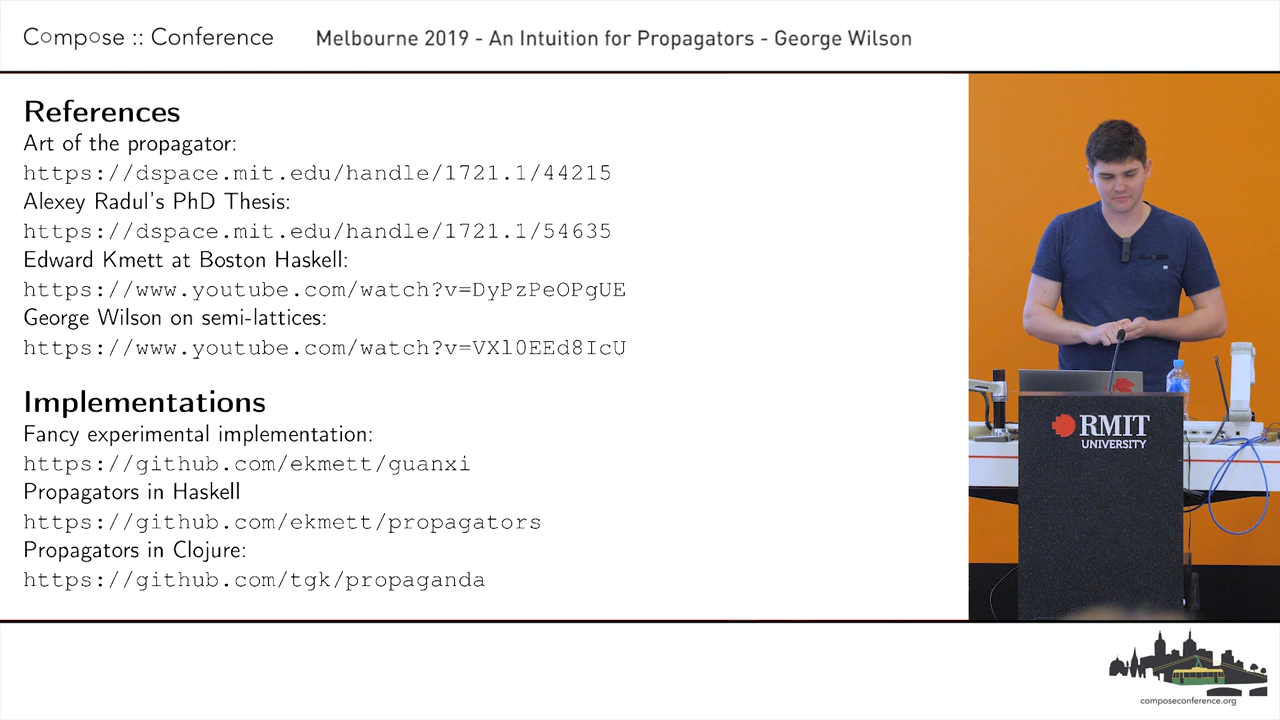 Compose :: Conference
Melbourne 2019 - An Intuition for Propagators - George Wilson
References
Art of the propagator:
https://dspace.mit.edu/handle/1721.1/44215
Alexey Radul's PhD Thesis:
https://dspace.mit.edu/handle/1721.1/54635
Edward Kmett at Boston Haskell:
https://www.youtube.com/watch?v=DyPzPeOPgUE
George Wilson on semi-lattices:
https://www.youtube.com/watch?v=VXl0EEd8IcU
Implementations
Fancy experimental implementation:
https://github.com/ekmett/guanxi
Propagators in Haskell
https://github.com/ekmett/propagators
Propagators in Clojure:
https://github.com/tgk/propaganda
RMIT
UNIVERSITY
composeconference.org